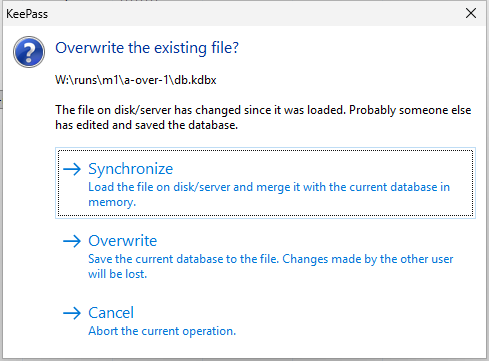 KeePass
Overwrite the existing file?
W:\runs\m1\a-over-1\db.kdbx
The file on disk/server has changed since it was loaded. Probably someone else
has edited and saved the database.
Synchronize
Load the file on disk/server and merge it with the current database in
memory.
Overwrite
Save the current database to the file. Changes made by the other user
will be lost.
Cancel
Abort the current operation.